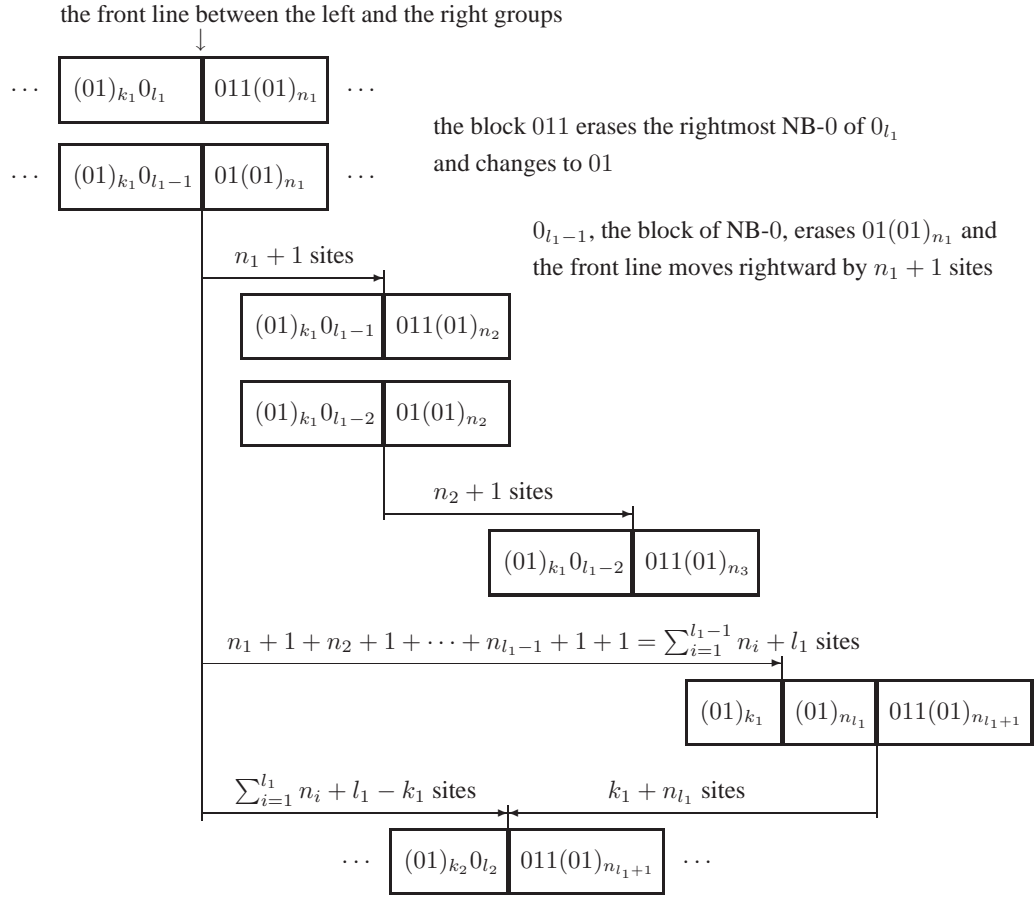 the front line between the left and the right groups
↓
··· (01)_{k_1}0_{l_1} 011(01)_{n_1} ···
the block 011 erases the rightmost NB-0 of 0_{l_1}
and changes to 01
··· (01)_{k_1}0_{l_1−1} 01(01)_{n_1} ···
0_{l_1−1}, the block of NB-0, erases 01(01)_{n_1} and
the front line moves rightward by n_1 + 1 sites
n_1 + 1 sites
(01)_{k_1}0_{l_1−1} 011(01)_{n_2}
(01)_{k_1}0_{l_1−2} 01(01)_{n_2}
n_2 + 1 sites
(01)_{k_1}0_{l_1−2} 011(01)_{n_3}
n_1 + 1 + n_2 + 1 + ··· + n_{l_1−1} + 1 + 1 = ∑_{i=1}^{l_1−1} n_i + l_1 sites
(01)_{k_1} (01)_{n_{l_1}} 011(01)_{n_{l_1+1}}
∑_{i=1}^{l_1} n_i + l_1 − k_1 sites
k_1 + n_{l_1} sites
··· (01)_{k_2}0_{l_2} 011(01)_{n_{l_1+1}} ···